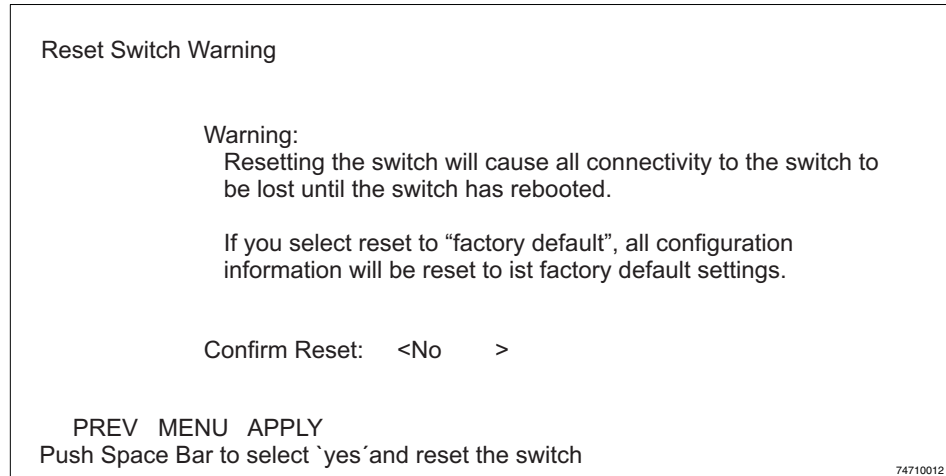 Reset Switch Warning
Warning:
Resetting the switch will cause all connectivity to the switch to
be lost until the switch has rebooted.
If you select reset to “factory default”, all configuration
information will be reset to ist factory default settings.
Confirm Reset: <No >
PREV MENU APPLY
Push Space Bar to select `yes´and reset the switch
74710012